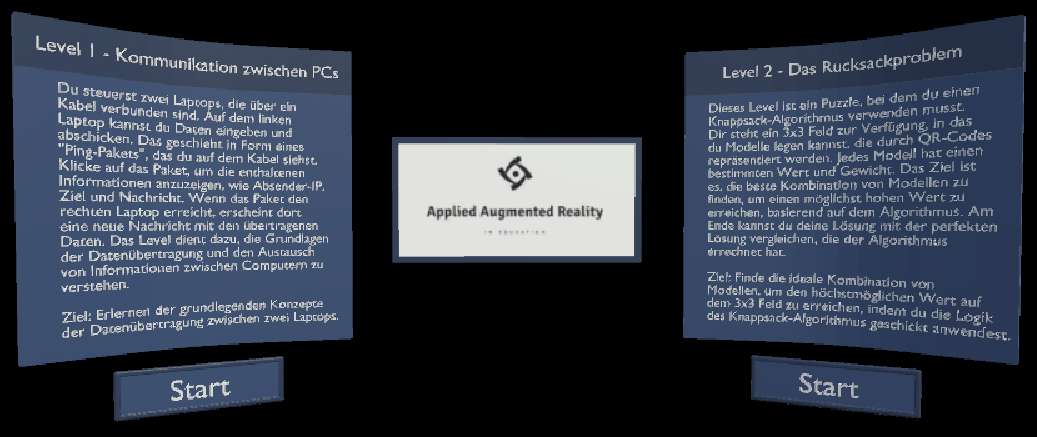 Level 1 - Kommunikation zwischen PCs
Du steuerst zwei Laptops, die über ein
Kabel verbunden sind. Auf dem linken
Laptop kannst du Daten eingeben und
abschicken. Das geschieht in Form eines
"Ping-Pakets", das du auf dem Kabel siehst.
Klicke auf das Paket, um die enthaltenen
Informationen anzuzeigen, wie Absender-IP,
Ziel und Nachricht. Wenn das Paket den
rechten Laptop erreicht, erscheint dort
eine neue Nachricht mit den übertragenen
Daten. Das Level dient dazu, die Grundlagen
der Datenübertragung und den Austausch
von Informationen zwischen Computern zu
verstehen.
Ziel: Erlernen der grundlegenden Konzepte
der Datenübertragung zwischen zwei Laptops.
Start
Applied Augmented Reality
IN EDUCATION
Level 2 - Das Rucksackproblem
Dieses Level ist ein Puzzle, bei dem du einen
Knappsack-Algorithmus verwenden musst.
Dir steht ein 3x3 Feld zur Verfügung, in das
du Modelle legen kannst, die durch QR-Codes
repräsentiert werden. Jedes Modell hat einen
bestimmten Wert und Gewicht. Das Ziel ist
es, die beste Kombination von Modellen zu
finden, um einen möglichst hohen Wert zu
erreichen, basierend auf dem Algorithmus. Am
Ende kannst du deine Lösung mit der perfekten
Lösung vergleichen, die der Algorithmus
errechnet hat.
Ziel: Finde die ideale Kombination von
Modellen, um den höchstmöglichen Wert auf
dem 3x3 Feld zu erreichen, indem du die Logik
des Knappsack-Algorithmus geschickt anwendest.
Start